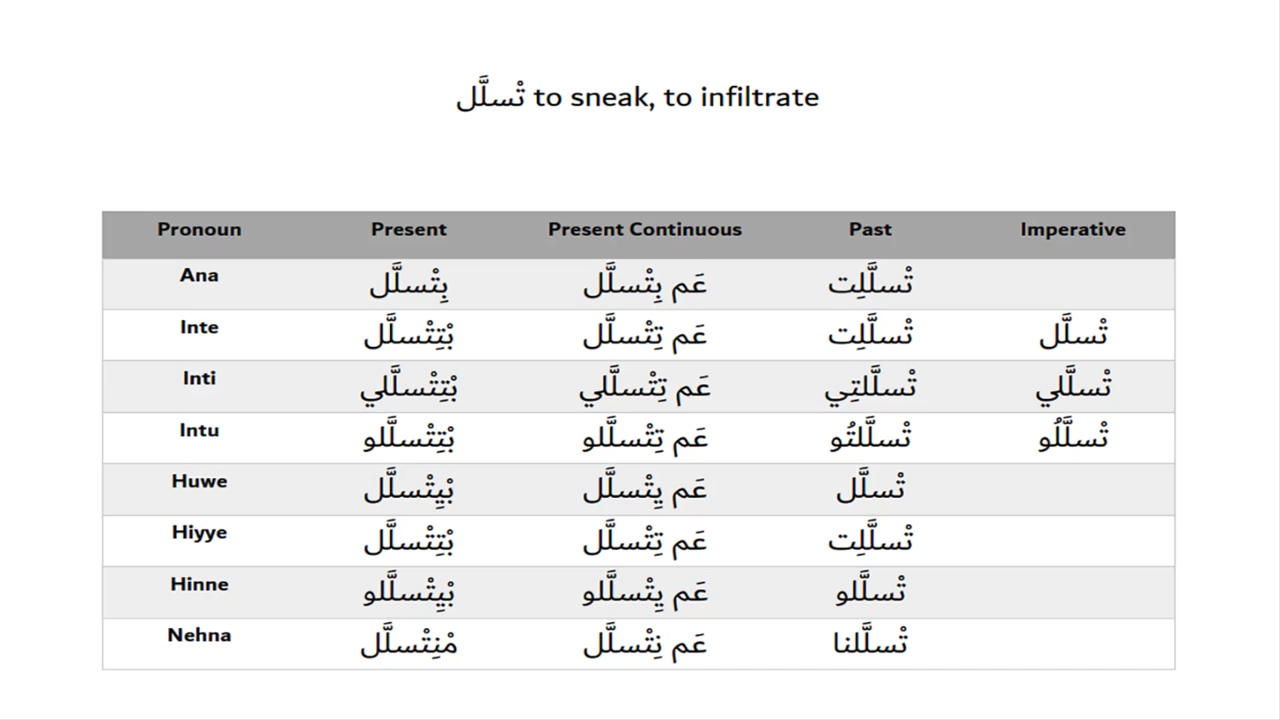 تْسلَّل to sneak, to infiltrate
Pronoun Present Present Continuous Past Imperative
Ana بِتْسلَّل عَم بِتْسلَّل تْسلَّلِت
Inte بْتِتْسلَّل عَم تِتْسلَّل تْسلَّلِت تْسلَّل
Inti بْتِتْسلَّلي عَم تِتْسلَّلي تْسلَّلتِي تْسلَّلي
Intu بْتِتْسلَّلو عَم تِتْسلَّلو تْسلَّلتُو تْسلَّلُو
Huwe بْيِتْسلَّل عَم يِتْسلَّل تْسلَّل
Hiyye بْتِتْسلَّل عَم تِتْسلَّل تْسلَّلِت
Hinne بْيِتْسلَّلو عَم يِتْسلَّلو تْسلَّلو
Nehna مْنِتْسلَّل عَم نِتْسلَّل تْسلَّلنا